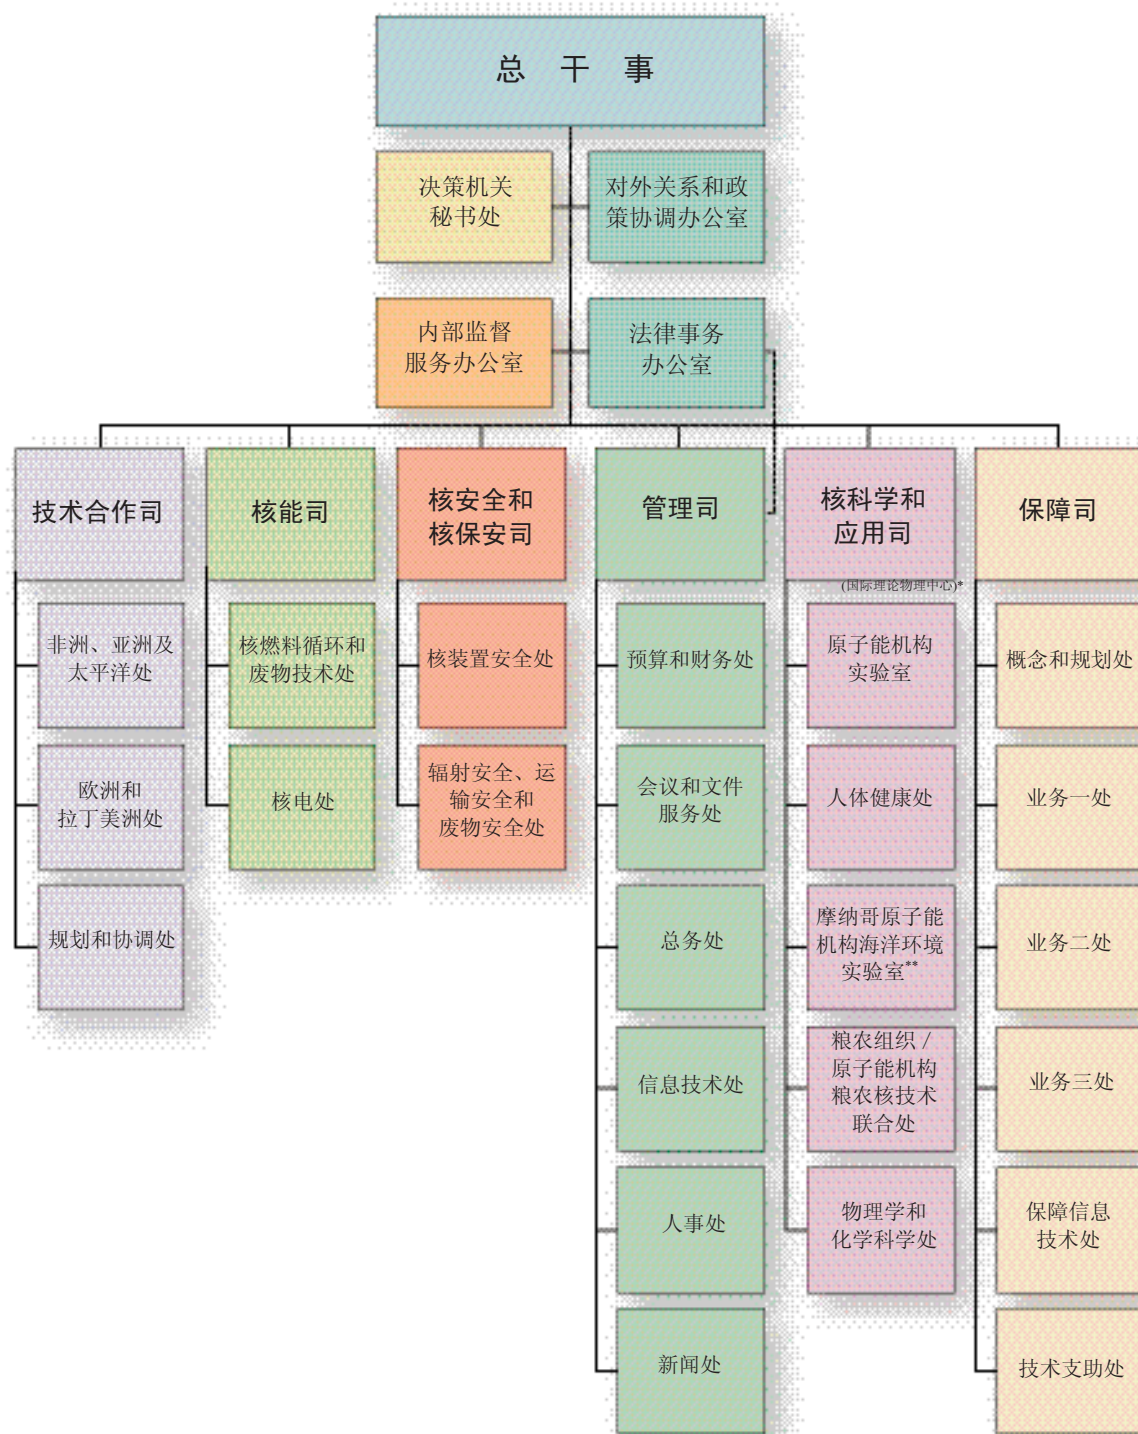 总 干 事
决策机关
秘书处
对外关系和政
策协调办公室
内部监督
服务办公室
法律事务
办公室
技术合作司
核能司
核安全和
核保安司
管理司
核科学和
应用司
保障司
(国际理论物理中心)*
非洲、亚洲及
太平洋处
欧洲和
拉丁美洲处
规划和协调处
核燃料循环和
废物技术处
核电处
核装置安全处
辐射安全、运
输安全和
废物安全处
预算和财务处
会议和文件
服务处
总务处
信息技术处
人事处
新闻处
原子能机构
实验室
人体健康处
摩纳哥原子能
机构海洋环境
实验室**
粮农组织 /
原子能机构
粮农核技术
联合处
物理学和
化学科学处
概念和规划处
业务一处
业务二处
业务三处
保障信息
技术处
技术支助处